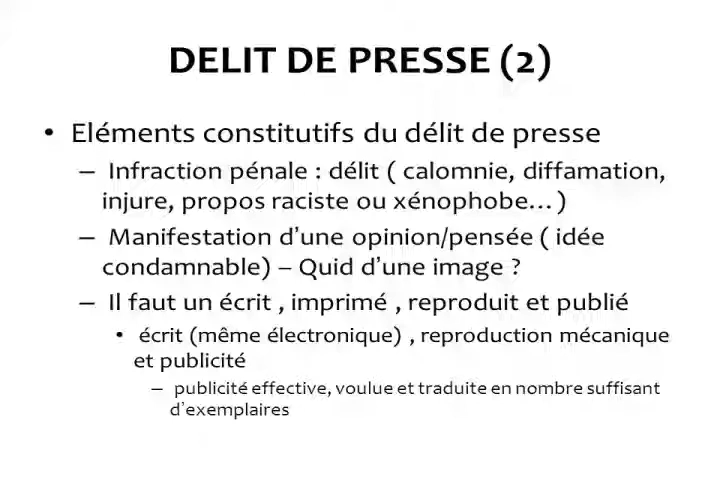 DELIT DE PRESSE (2)
• Eléments constitutifs du délit de presse
– Infraction pénale : délit ( calomnie, diffamation,
injure, propos raciste ou xénophobe… )
– Manifestation d’une opinion/pensée ( idée
condamnable) – Quid d’une image ?
– Il faut un écrit , imprimé , reproduit et publié
• écrit (même électronique) , reproduction mécanique
et publicité
– publicité effective, voulue et traduite en nombre suffisant
d’exemplaires